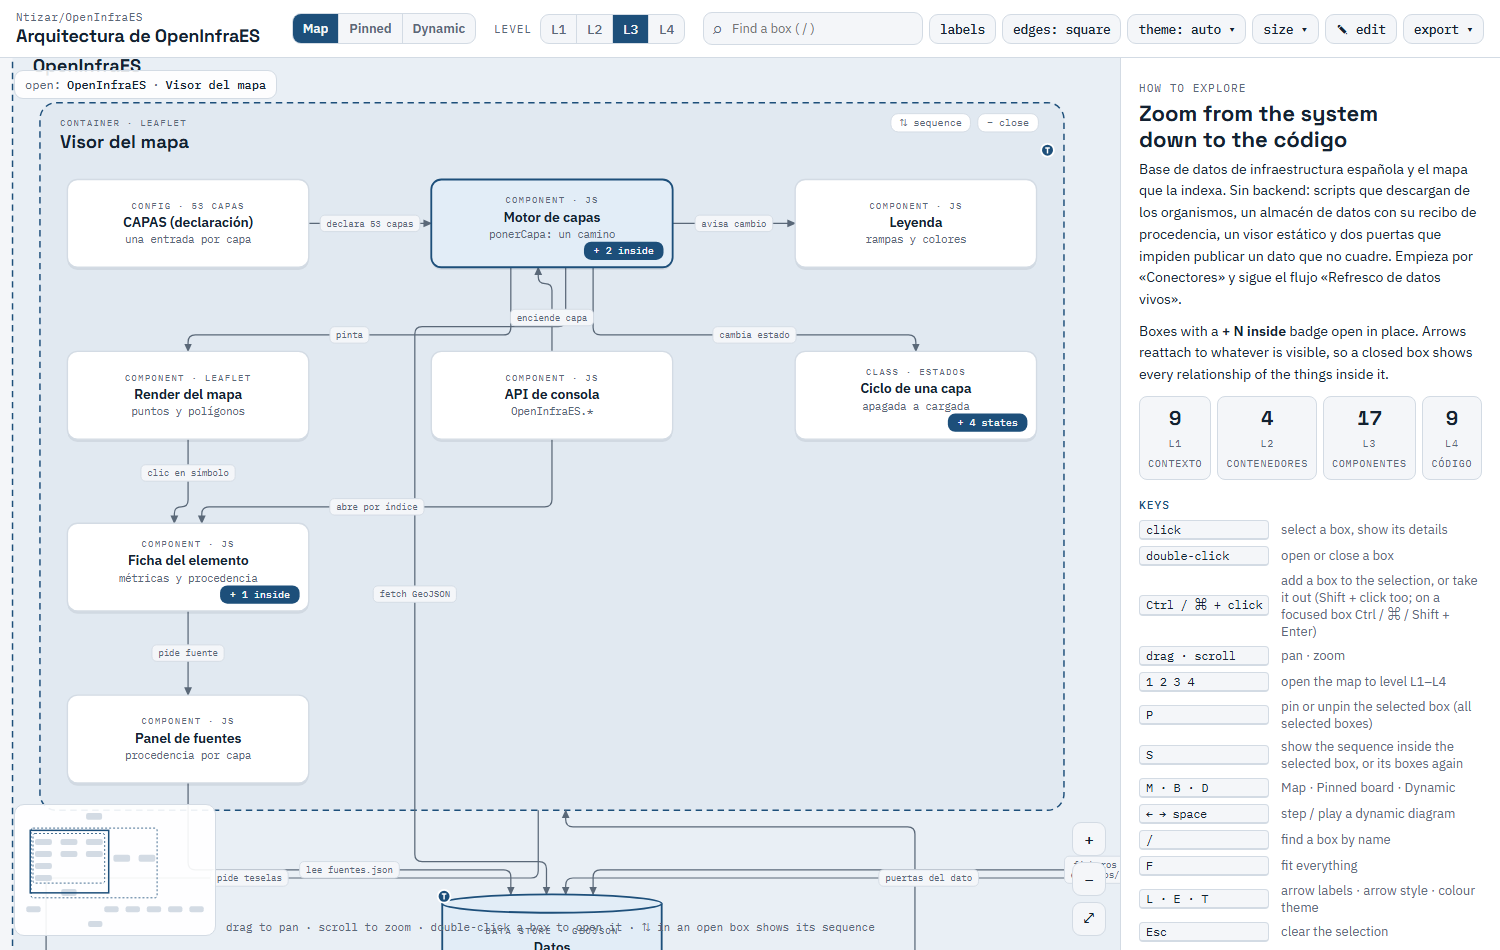 Ntizar/OpenInfraES
Arquitectura de OpenInfraES
Map Pinned Dynamic
LEVEL L1 L2 L3 L4
Find a box ( / )
labels
edges: square
theme: auto ▾
size ▾
✎ edit
export ▾
OpenInfraES
open: OpenInfraES · Visor del mapa
CONTAINER · LEAFLET
Visor del mapa
⇅ sequence
− close
T
CONFIG · 53 CAPAS
CAPAS (declaración)
una entrada por capa
declara 53 capas
COMPONENT · JS
Motor de capas
ponerCapa: un camino
+ 2 inside
avisa cambio
COMPONENT · JS
Leyenda
rampas y colores
enciende capa
pinta
cambia estado
COMPONENT · LEAFLET
Render del mapa
puntos y polígonos
COMPONENT · JS
API de consola
OpenInfraES.*
CLASS · ESTADOS
Ciclo de una capa
apagada a cargada
+ 4 states
clic en símbolo
abre por índice
COMPONENT · JS
Ficha del elemento
métricas y procedencia
+ 1 inside
fetch GeoJSON
pide fuente
COMPONENT · JS
Panel de fuentes
procedencia por capa
lee fuentes.json
pide teselas
puertas del dato
T
DATA STORE · GEOJSON
Datos
drag to pan · scroll to zoom · double-click a box to open it · ⇅ in an open box shows its sequence
+
−
⤢
HOW TO EXPLORE
Zoom from the system
down to the código
Base de datos de infraestructura española y el mapa
que la indexa. Sin backend: scripts que descargan de
los organismos, un almacén de datos con su recibo de
procedencia, un visor estático y dos puertas que
impiden publicar un dato que no cuadre. Empieza por
«Conectores» y sigue el flujo «Refresco de datos
vivos».
Boxes with a + N inside badge open in place. Arrows
reattach to whatever is visible, so a closed box shows
every relationship of the things inside it.
9 4 17 9
L1 L2 L3 L4
CONTEXTO CONTENEDORES COMPONENTES CÓDIGO
KEYS
click select a box, show its details
double-click open or close a box
Ctrl / ⌘ + click add a box to the selection, or take
it out (Shift + click too; on a
focused box Ctrl / ⌘ / Shift +
Enter)
drag · scroll pan · zoom
1 2 3 4 open the map to level L1–L4
P pin or unpin the selected box (all
selected boxes)
S show the sequence inside the
selected box, or its boxes again
M · B · D Map · Pinned board · Dynamic
← → space step / play a dynamic diagram
/ find a box by name
F fit everything
L · E · T arrow labels · arrow style · colour
theme
Esc clear the selection